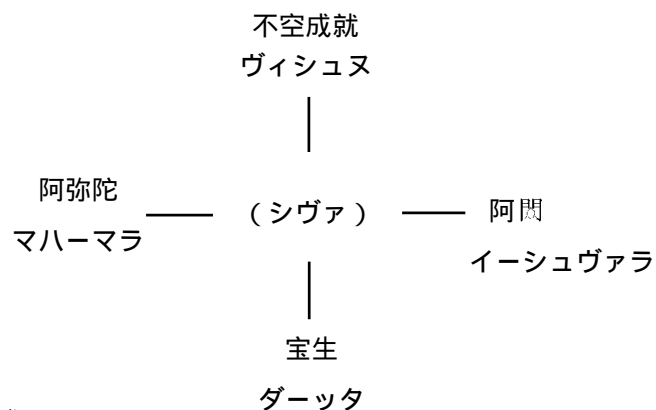 不空成就
ヴィシュヌ
阿弥陀
マハーマラ
(シヴァ)
阿閦
イーシュヴァラ
宝生
ダーッタ